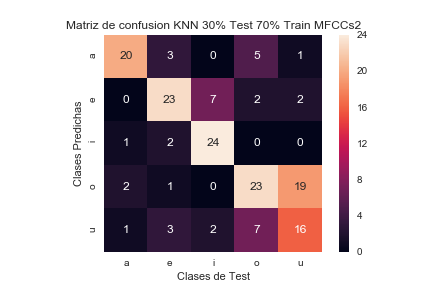 Matriz de confusion KNN 30% Test 70% Train MFCCs2
Clases Predichas
a 20 3 0 5 1
e 0 23 7 2 2
i 1 2 24 0 0
o 2 1 0 23 19
u 1 3 2 7 16
a e i o u
Clases de Test
24
20
16
12
8
4
0